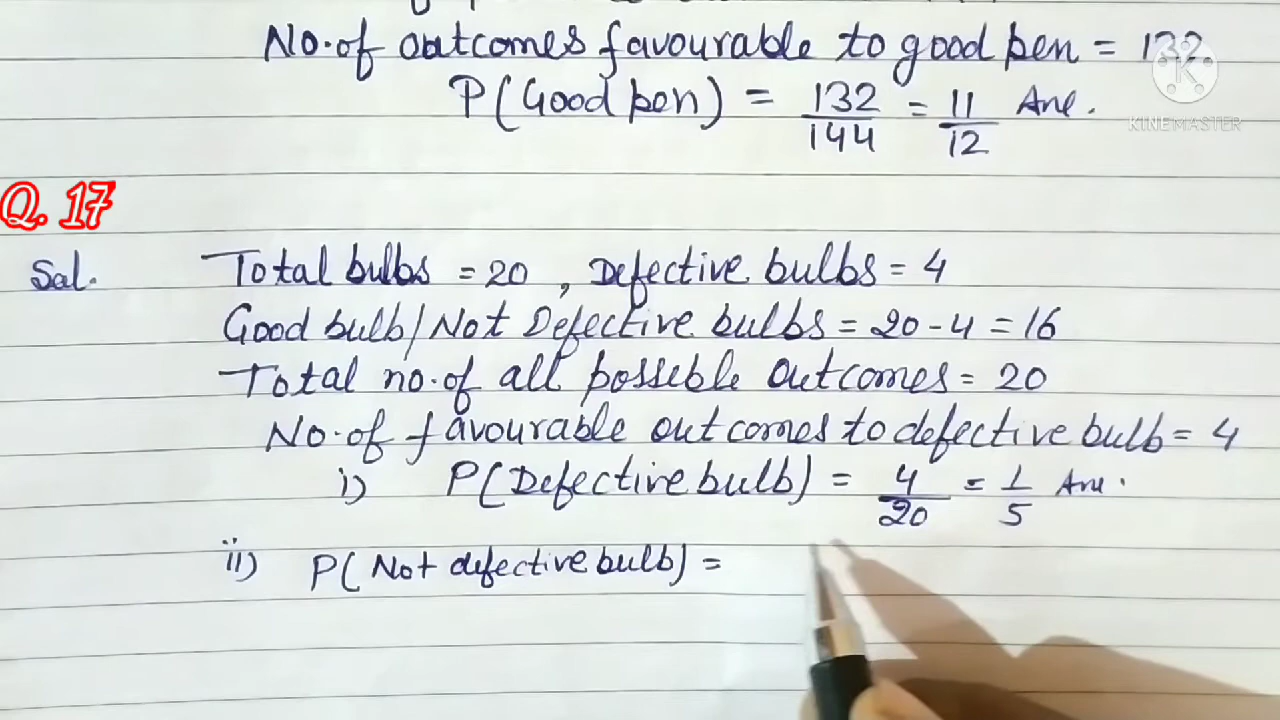 No. of outcomes favourable to good pen = 132
P(Good pen) = 132/144 = 11/12 Ans.
KINEMASTER
Q. 17
Sol. Total bulbs = 20, Defective bulbs = 4
Good bulb/Not Defective bulbs = 20 - 4 = 16
Total no. of all possible outcomes = 20
No. of favourable outcomes to defective bulb = 4
i) P(Defective bulb) = 4/20 = 1/5 Ans.
ii) P(Not defective bulb) =